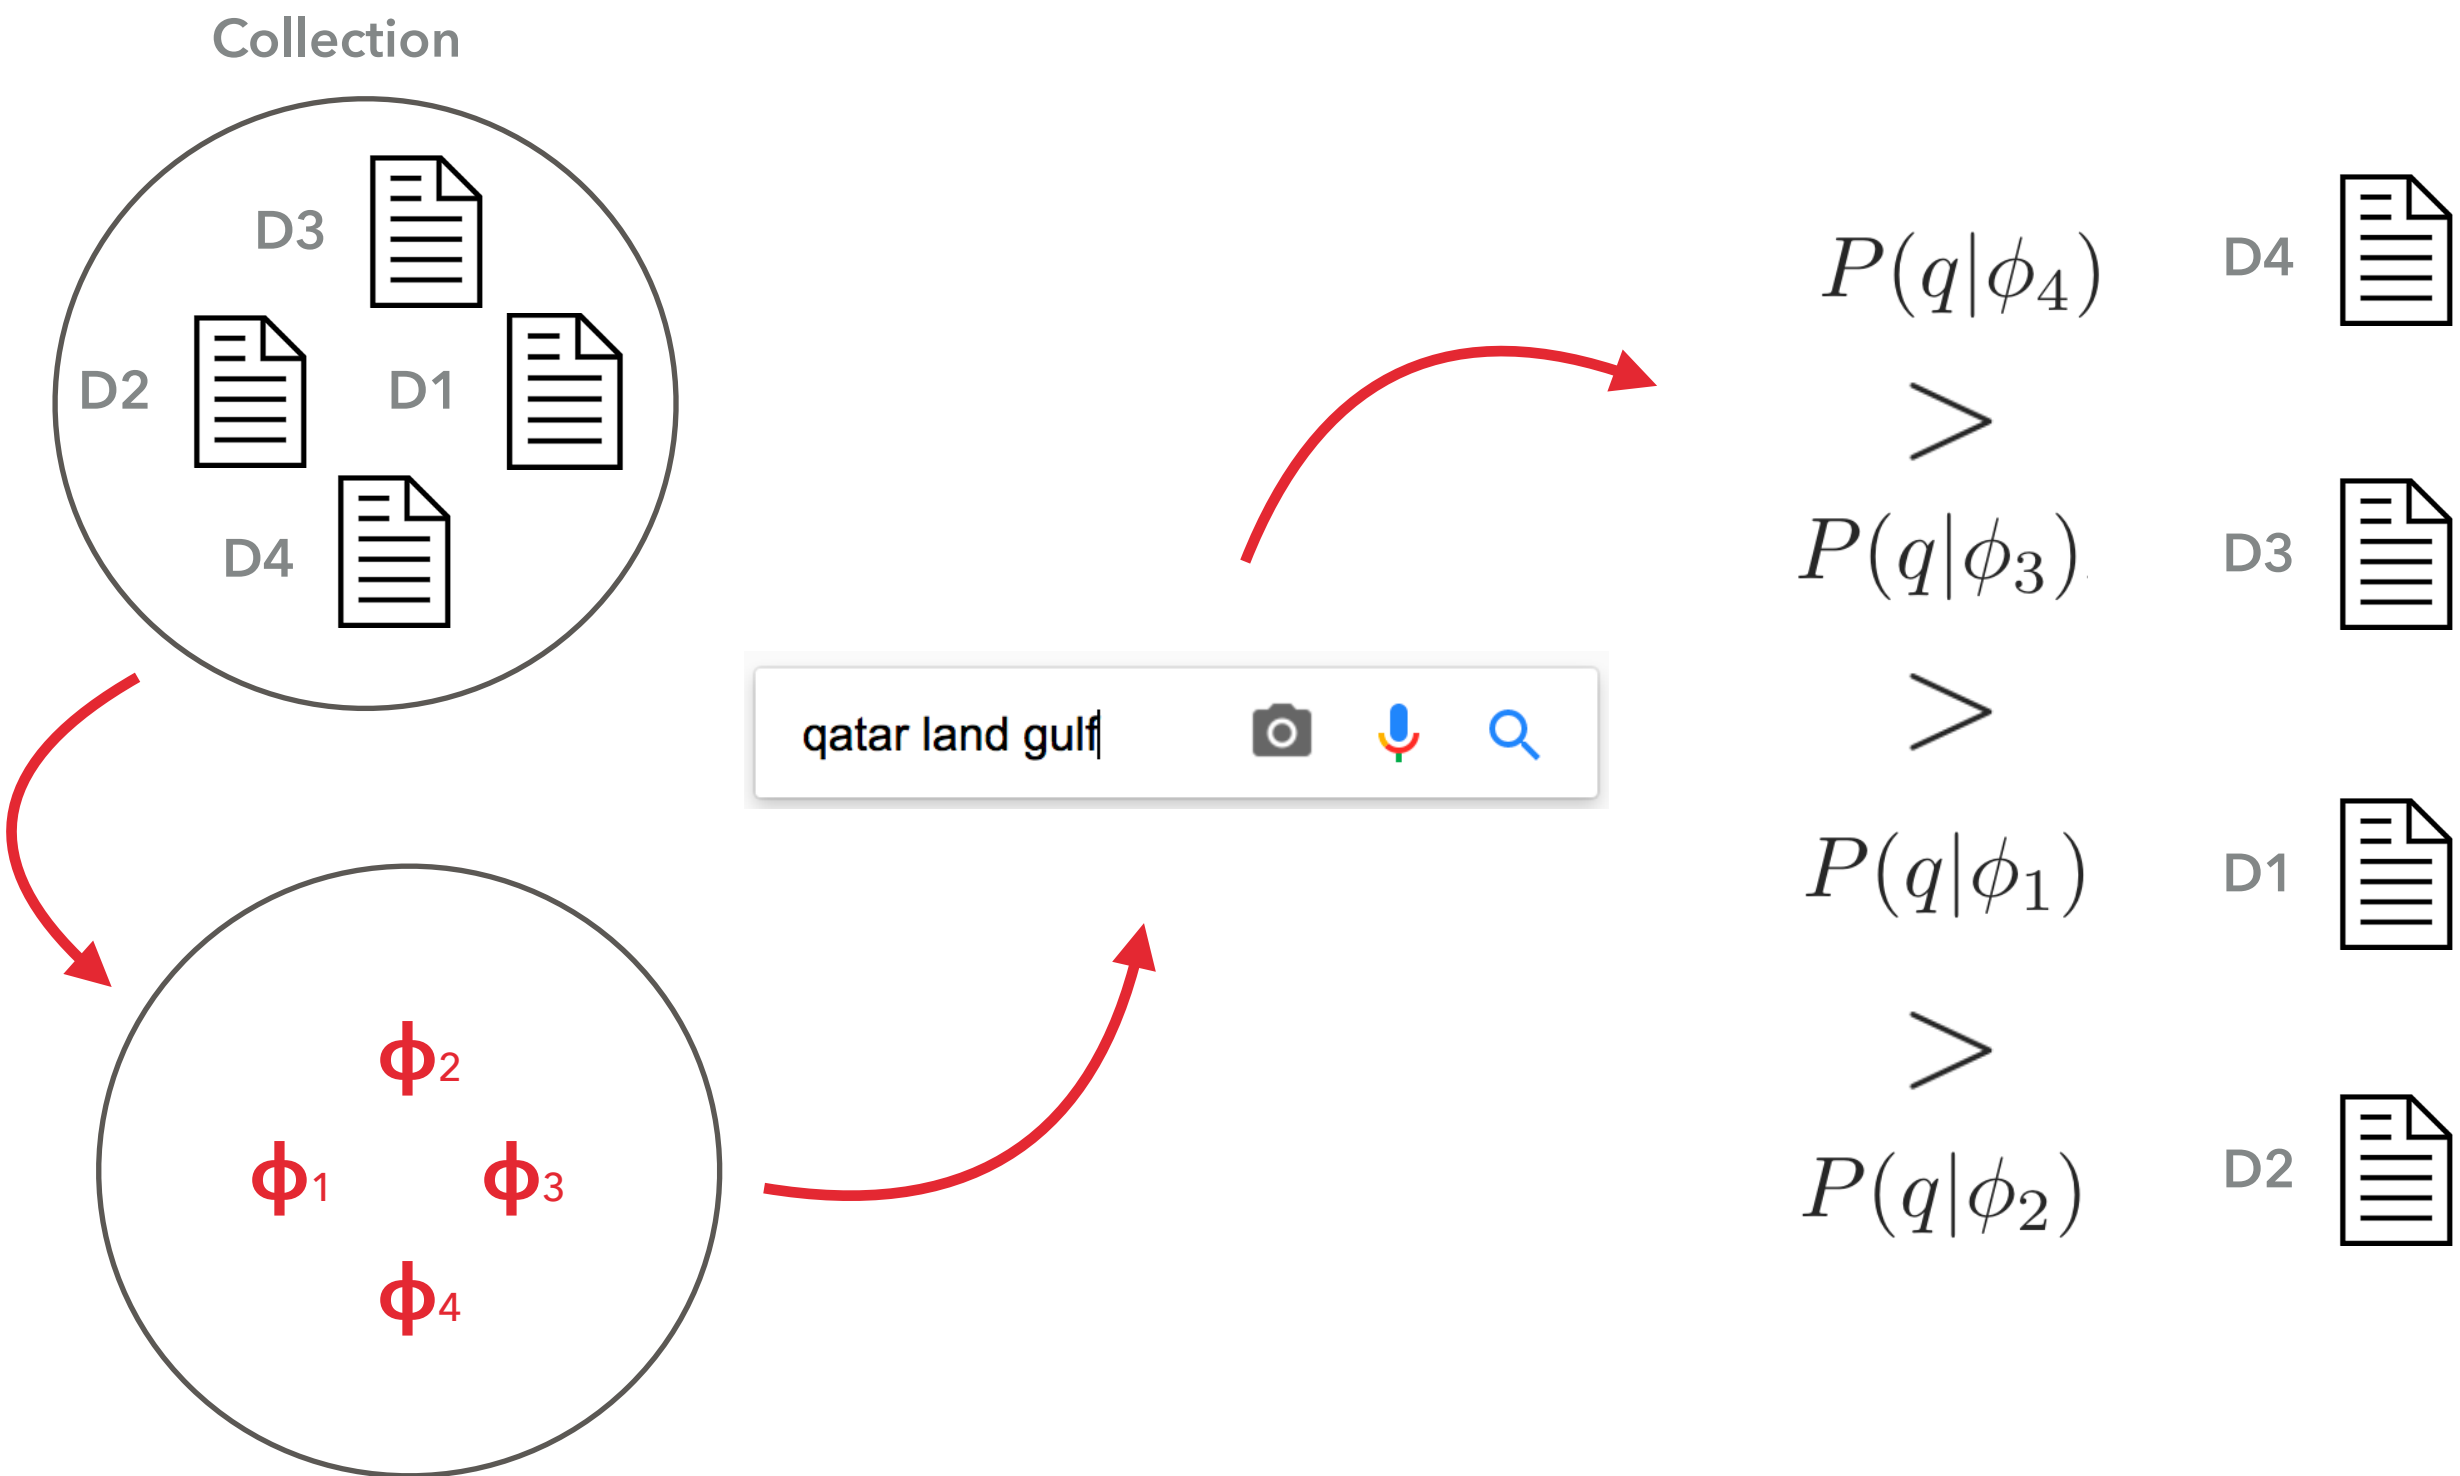 Collection
D3
D2
D1
D4
ϕ2
ϕ1
ϕ3
ϕ4
qatar land gulf
P(q|ϕ4) D4
>
P(q|ϕ3) D3
>
P(q|ϕ1) D1
>
P(q|ϕ2) D2